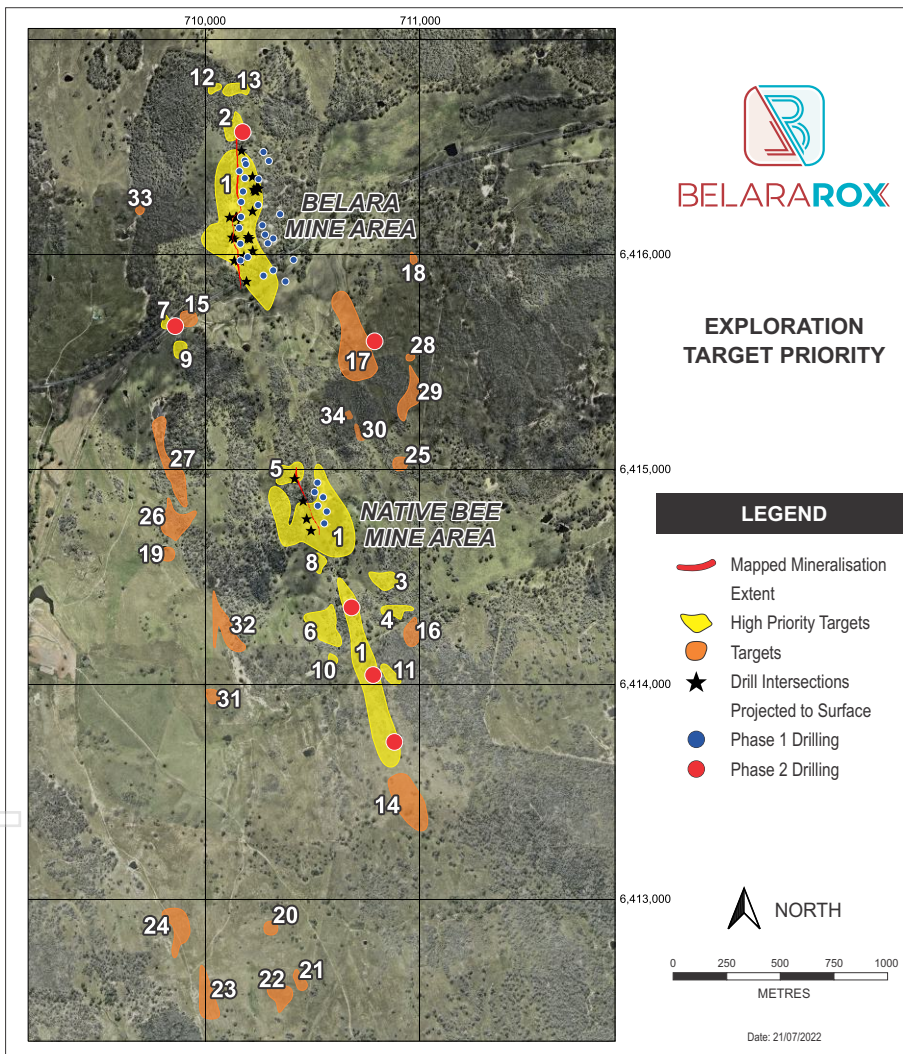 710,000
711,000
12
13
2
1
BELARA
MINE AREA
33
6,416,000
18
7
15
9
17
28
29
34
30
25
27
5
6,415,000
26
19
NATIVE BEE
MINE AREA
1
8
3
4
6
16
32
1
10
11
31
6,414,000
14
6,413,000
24
20
23
22
21
BELARAROX
EXPLORATION
TARGET PRIORITY
LEGEND
Mapped Mineralisation
Extent
High Priority Targets
Targets
Drill Intersections
Projected to Surface
Phase 1 Drilling
Phase 2 Drilling
NORTH
0 250 500 750 1000
METRES
Date: 21/07/2022